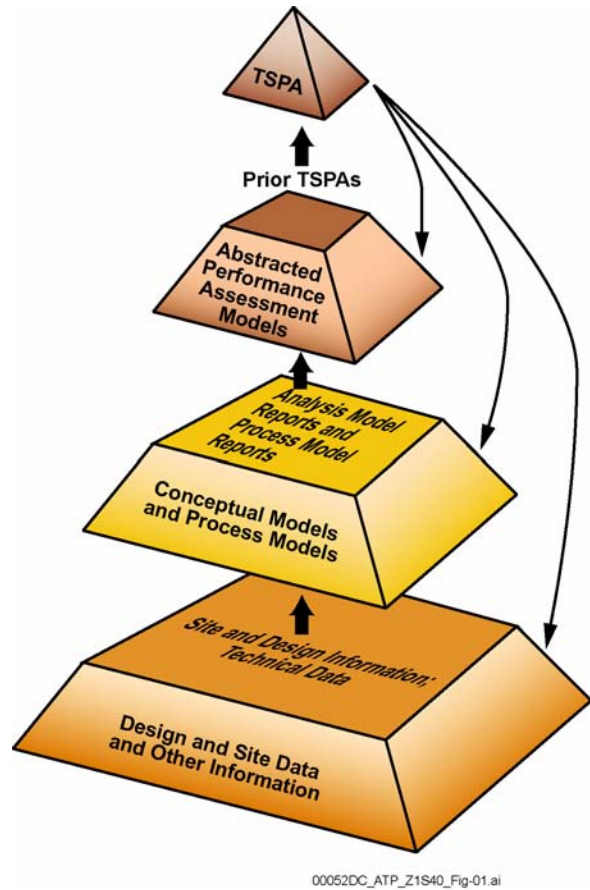 TSPA
Prior TSPAs
Abstracted
Performance
Assessment
Models
Analysis Model
Reports and
Process Model
Reports
Conceptual Models
and Process Models
Site and Design Information;
Technical Data
Design and Site Data
and Other Information
00052DC_ATP_Z1S40_Fig-01.ai